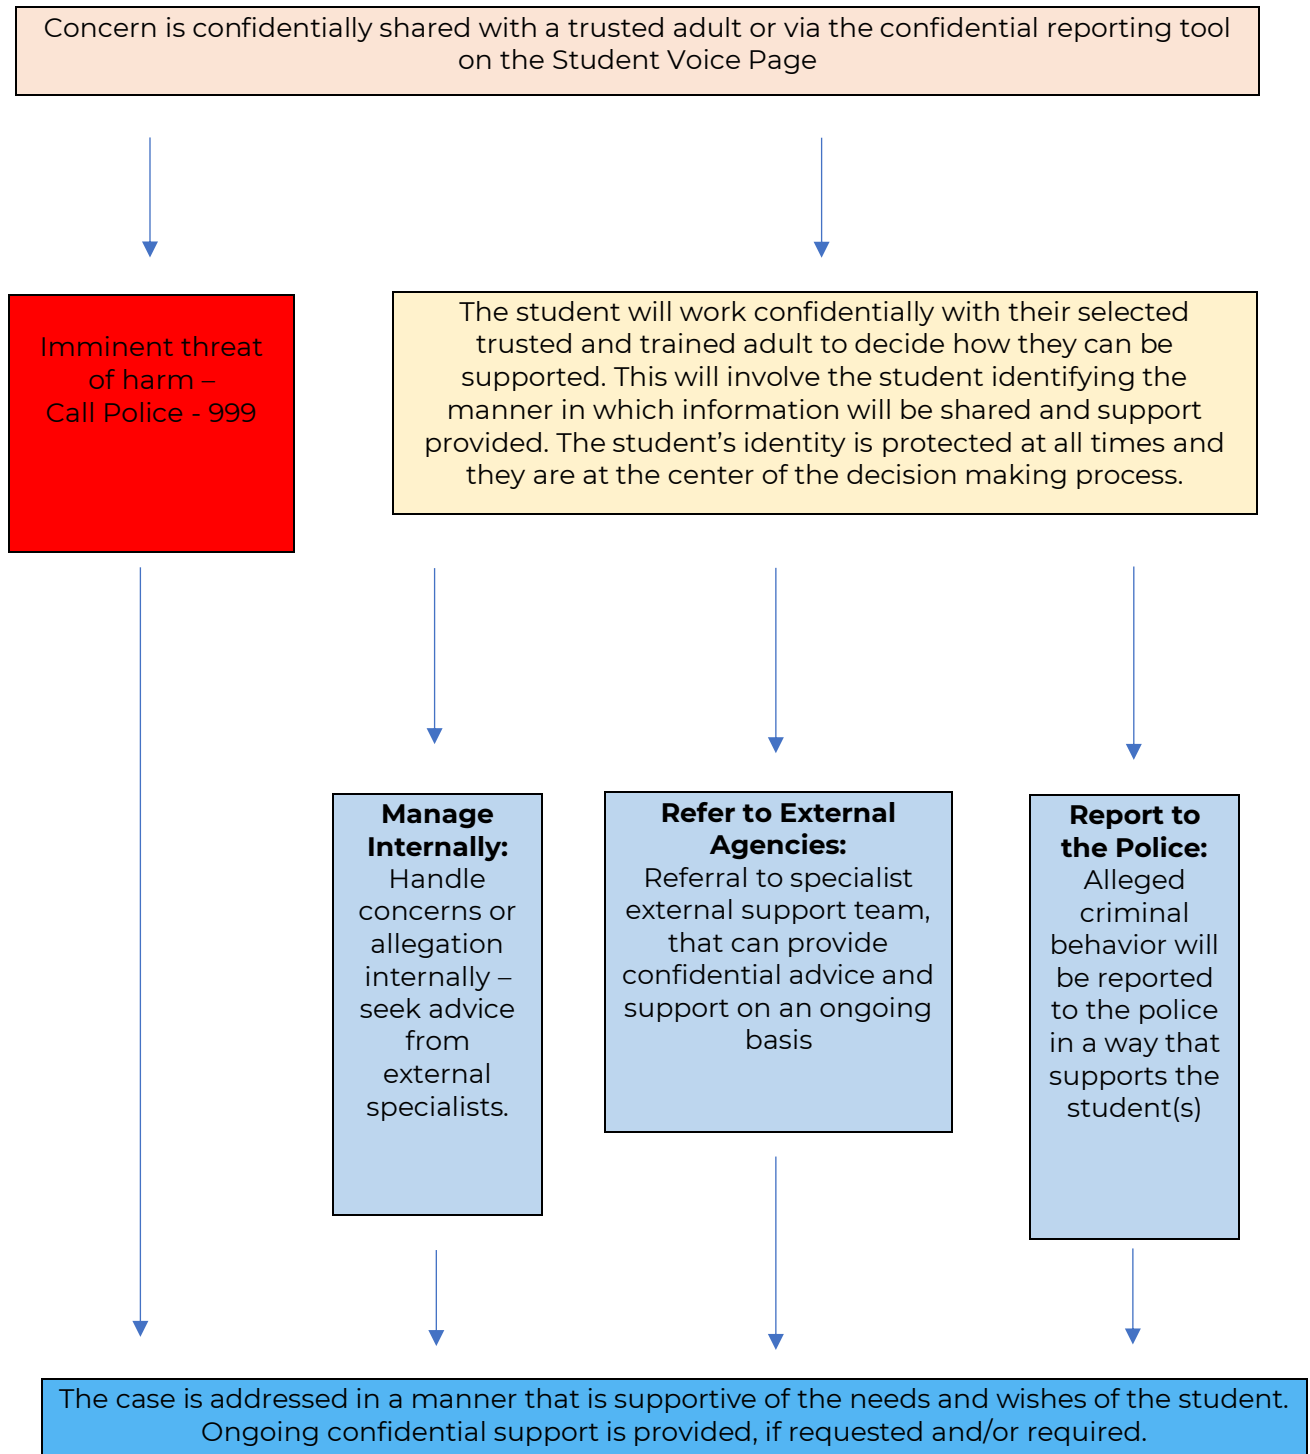 Concern is confidentially shared with a trusted adult or via the confidential reporting tool
on the Student Voice Page
Imminent threat
of harm –
Call Police - 999
The student will work confidentially with their selected
trusted and trained adult to decide how they can be
supported. This will involve the student identifying the
manner in which information will be shared and support
provided. The student’s identity is protected at all times and
they are at the center of the decision making process.
Manage
Internally:
Handle
concerns or
allegation
internally –
seek advice
from
external
specialists.
Refer to External
Agencies:
Referral to specialist
external support team,
that can provide
confidential advice and
support on an ongoing
basis
Report to
the Police:
Alleged
criminal
behavior will
be reported
to the police
in a way that
supports the
student(s)
The case is addressed in a manner that is supportive of the needs and wishes of the student.
Ongoing confidential support is provided, if requested and/or required.